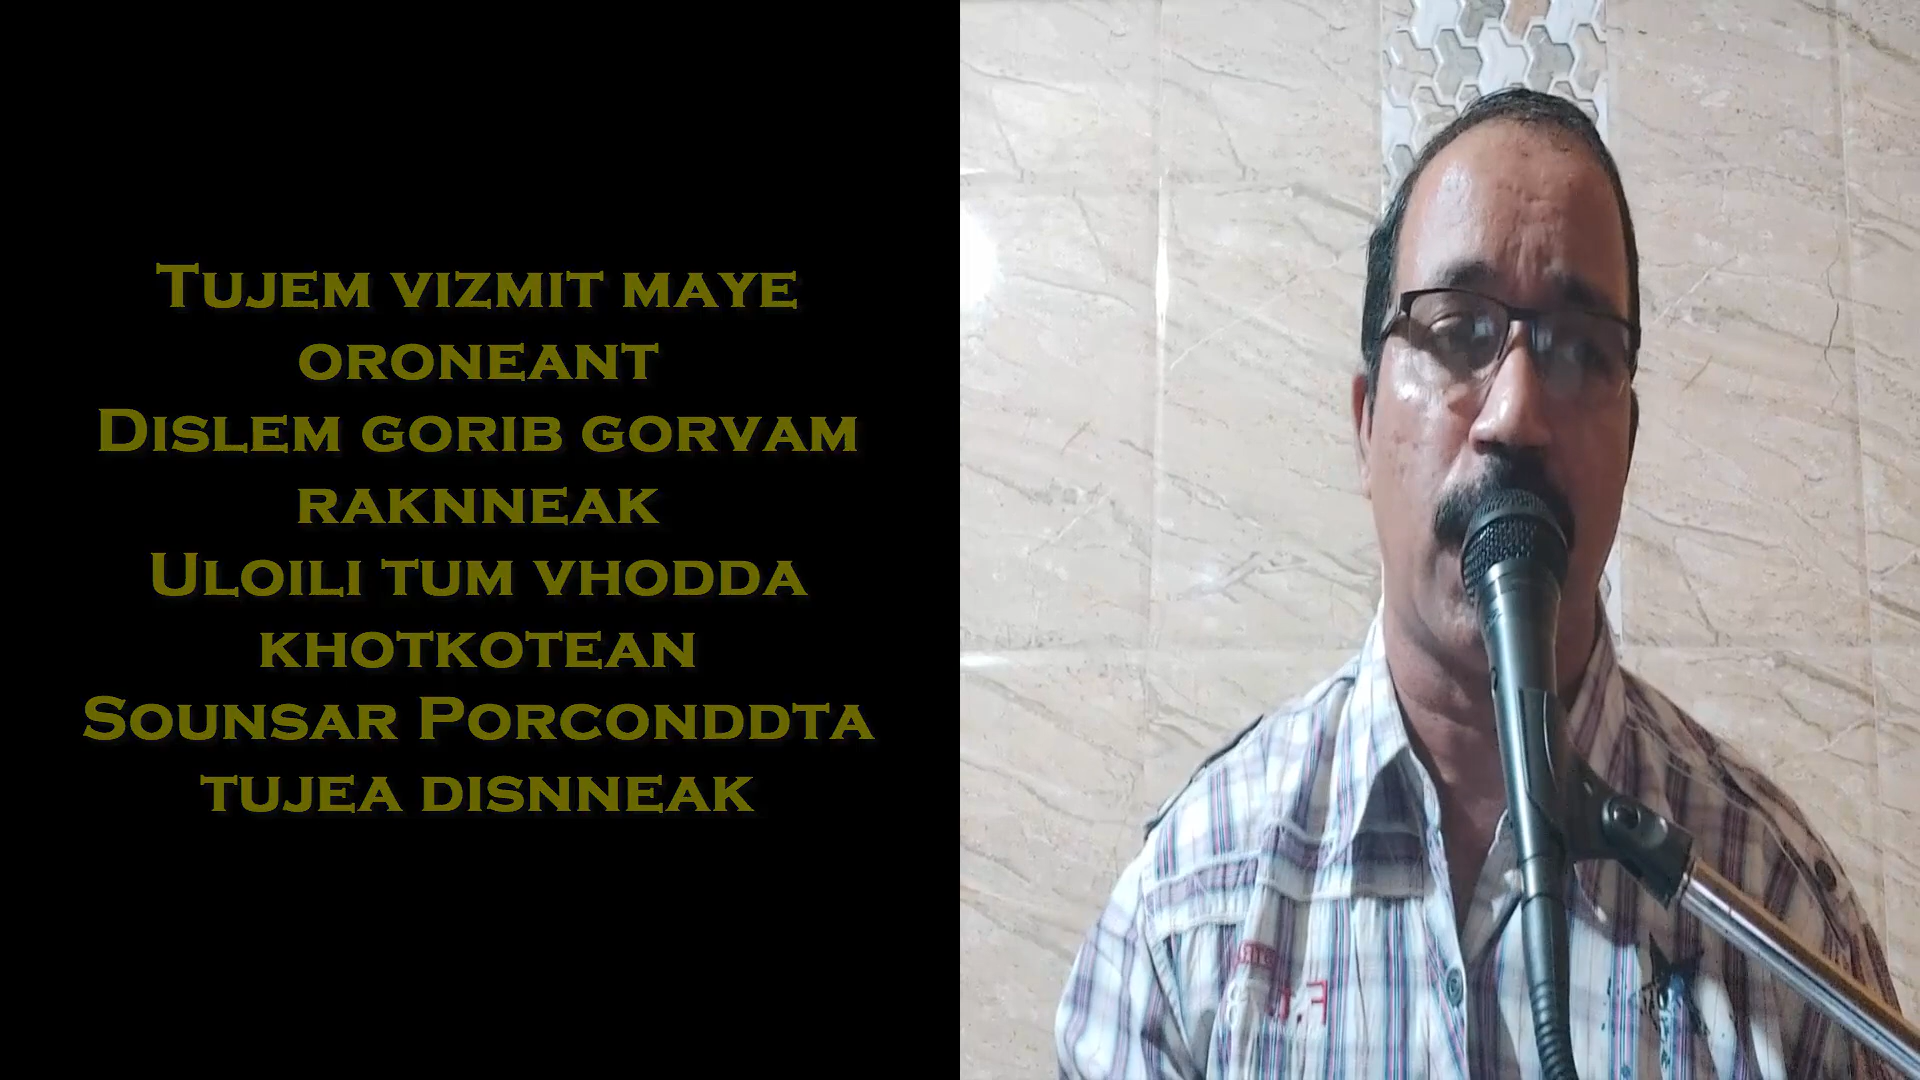 Tujem vizmit maye
oroneant
Dislem gorib gorvam
raknneak
Uloili tum vhodda
khotkotean
Sounsar Porconddta
tujea disnneak